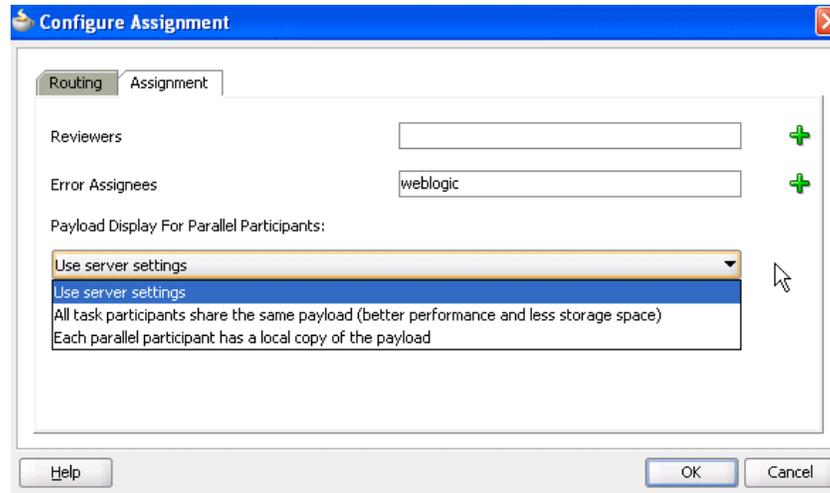 Configure Assignment
Routing Assignment
Reviewers
Error Assignees weblogic
Payload Display For Parallel Participants:
Use server settings
Use server settings
All task participants share the same payload (better performance and less storage space)
Each parallel participant has a local copy of the payload
Help OK Cancel